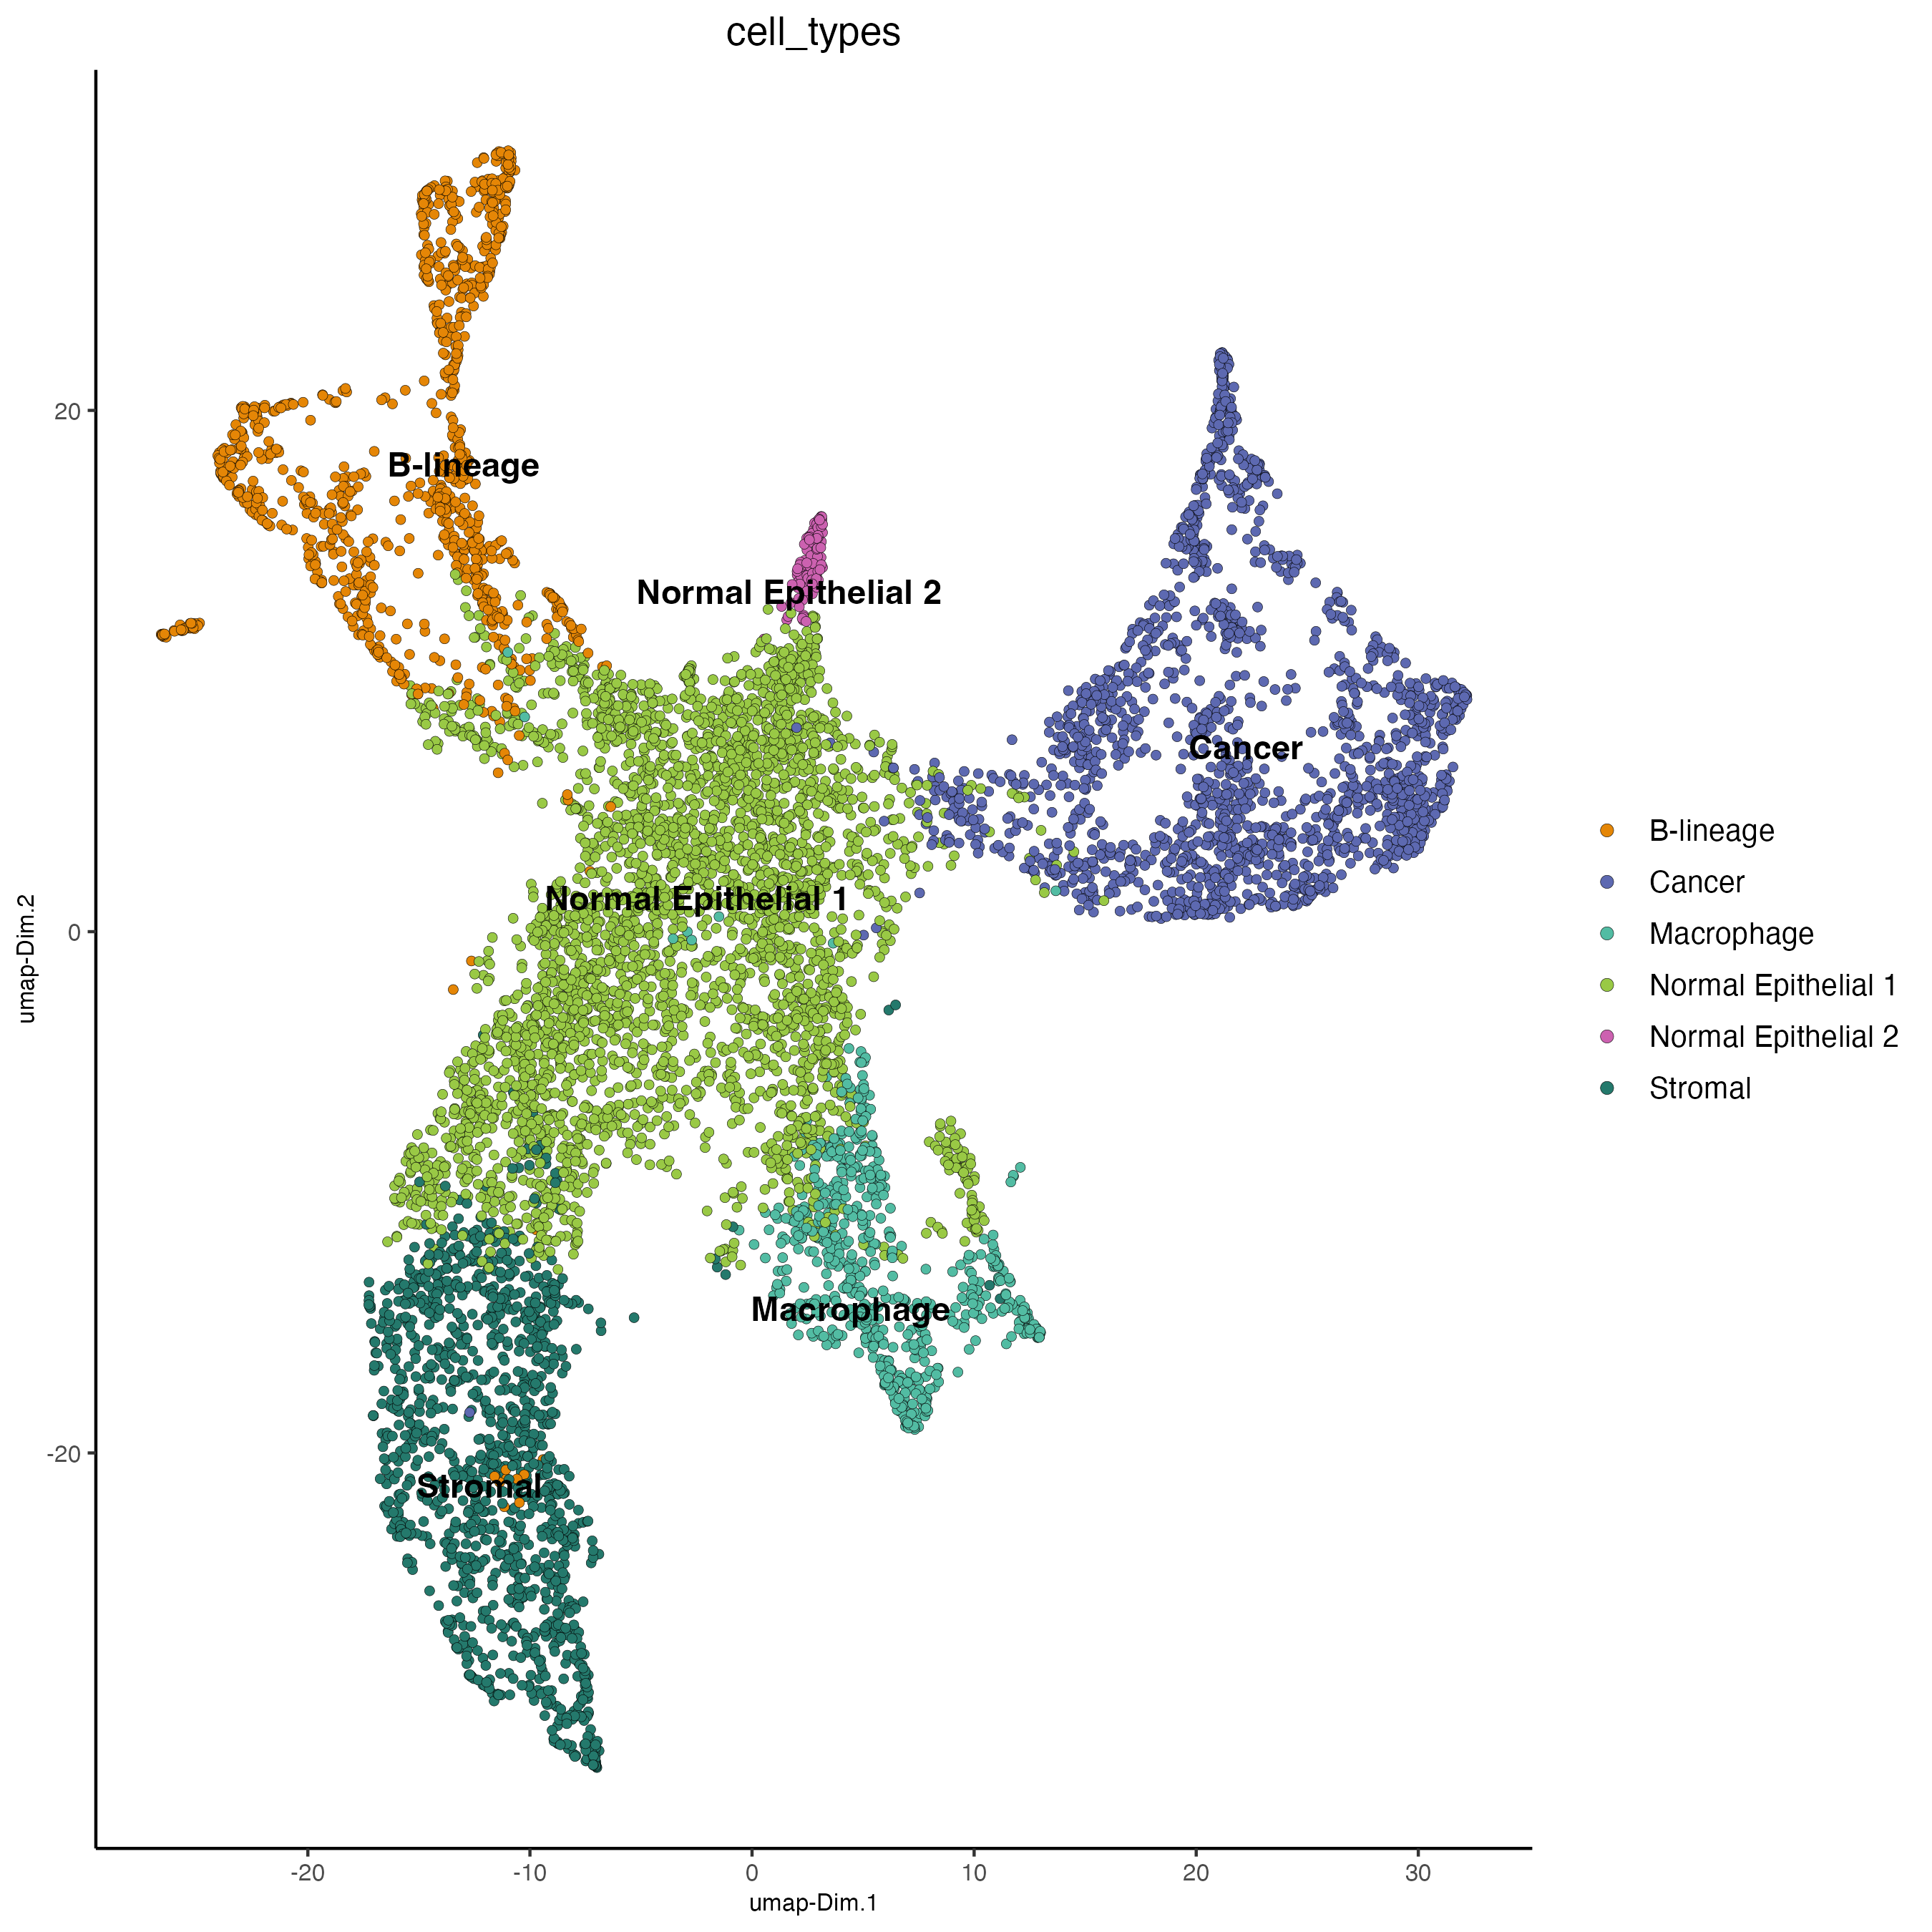 cell_types
20
0
-20
umap-Dim.2
B-lineage
Normal Epithelial 2
Cancer
Normal Epithelial 1
Macrophage
Stromal
-20
-10
0
10
20
30
umap-Dim.1
B-lineage
Cancer
Macrophage
Normal Epithelial 1
Normal Epithelial 2
Stromal